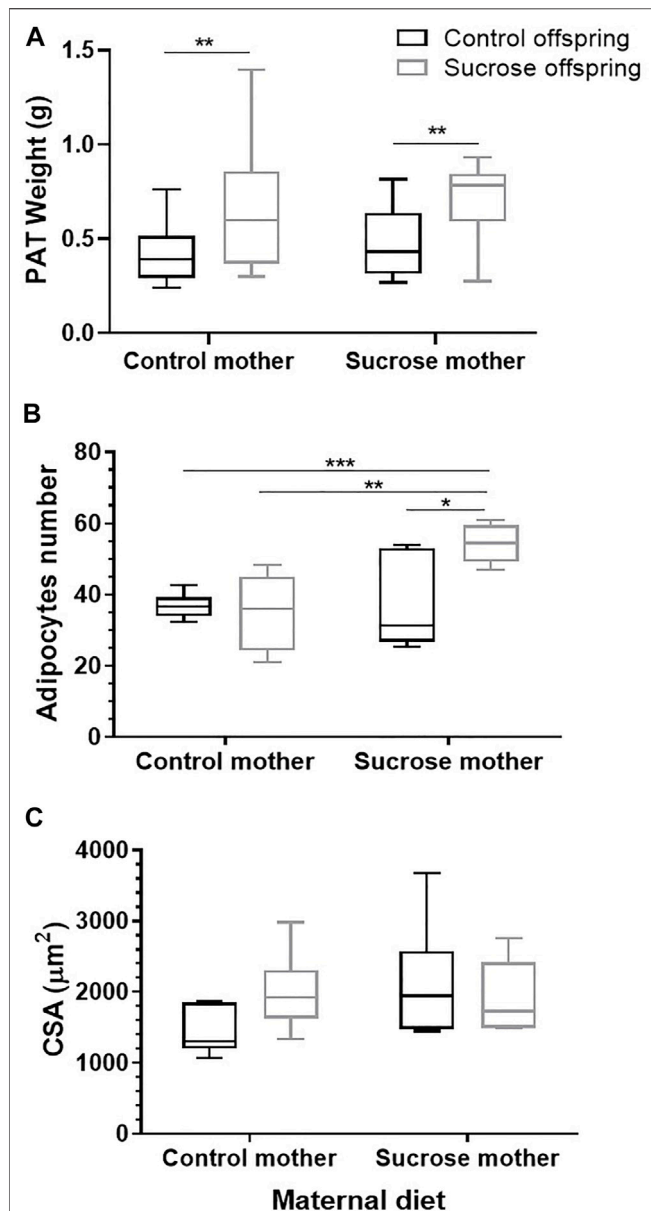 A
Control offspring
Sucrose offspring
PAT Weight (g)
1.5
1.0
0.5
0.0
**
**
Control mother
Sucrose mother
B
Adipocytes number
80
60
40
20
0
***
**
*
Control mother
Sucrose mother
C
CSA (μm²)
4000
3000
2000
1000
0
Control mother
Sucrose mother
Maternal diet